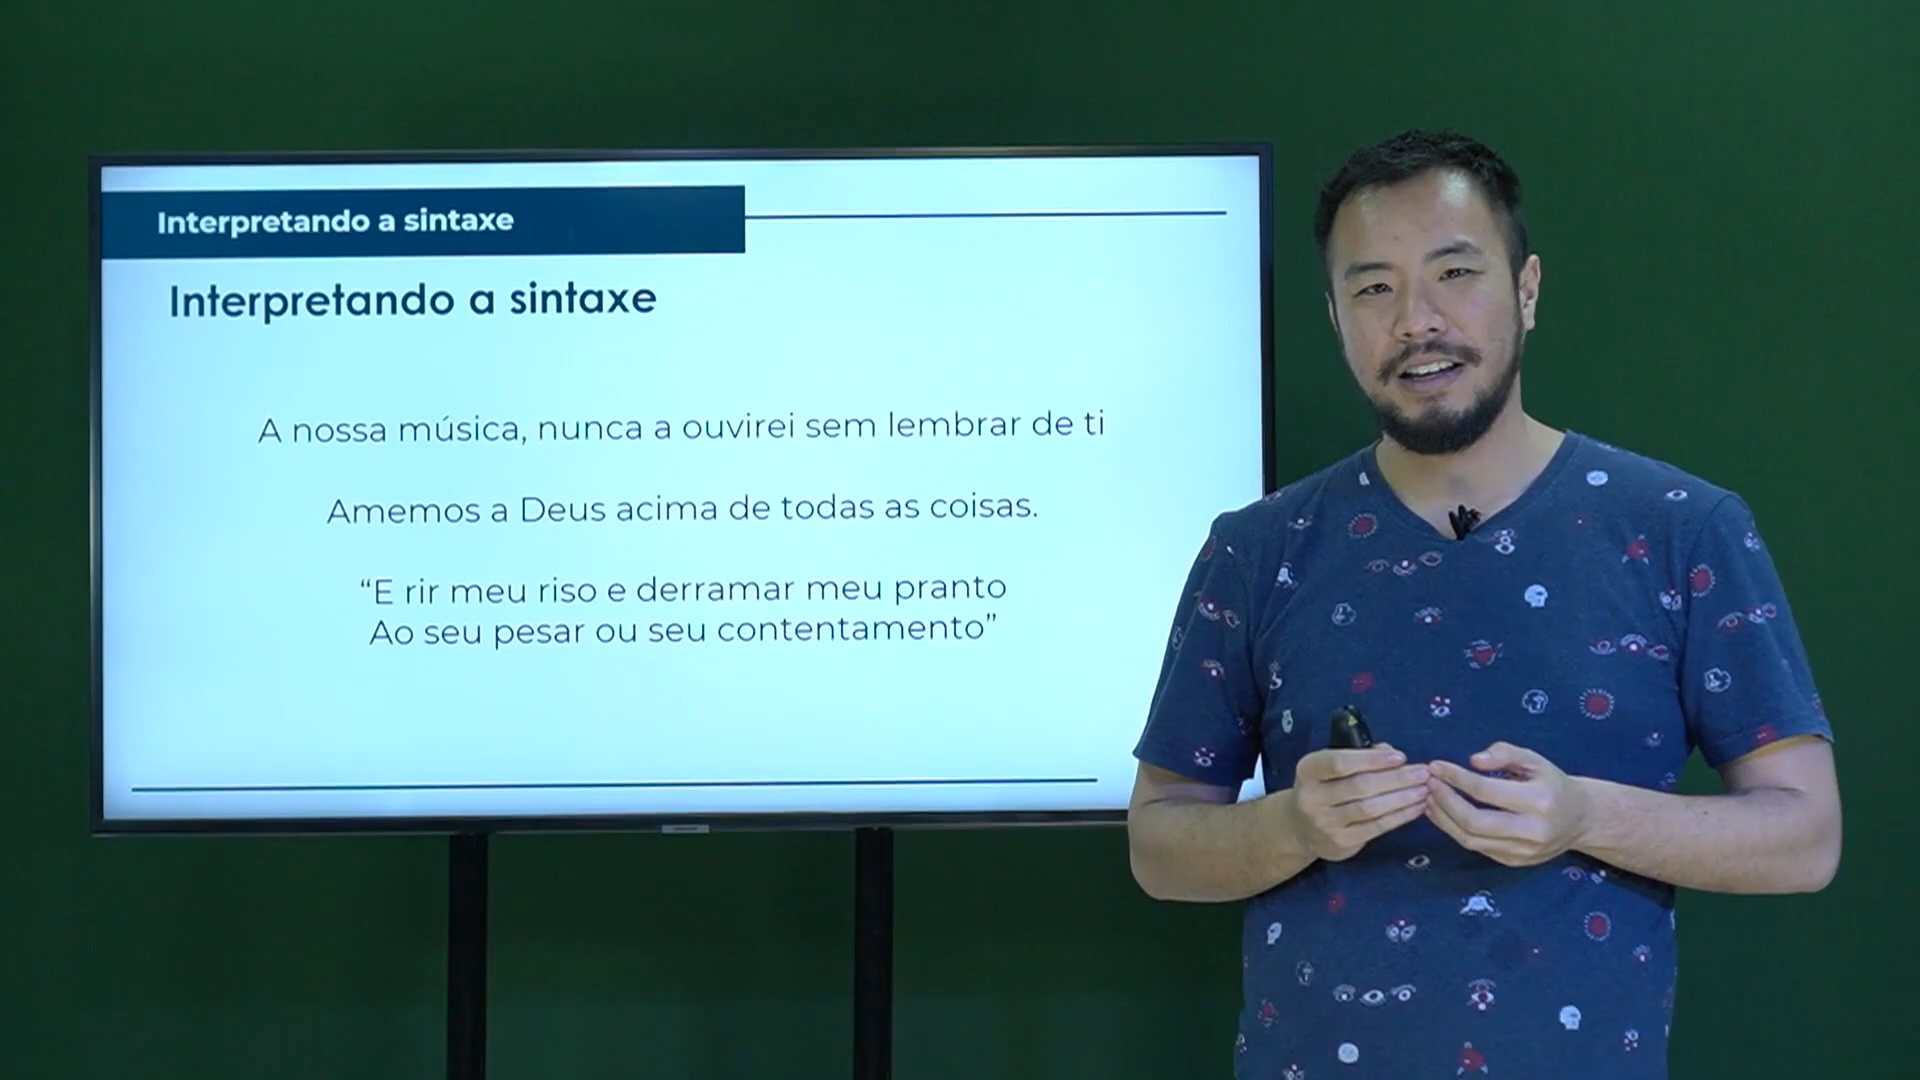 Interpretando a sintaxe
Interpretando a sintaxe
A nossa música, nunca a ouvirei sem lembrar de ti
Amemos a Deus acima de todas as coisas.
“E rir meu riso e derramar meu pranto
Ao seu pesar ou seu contentamento”